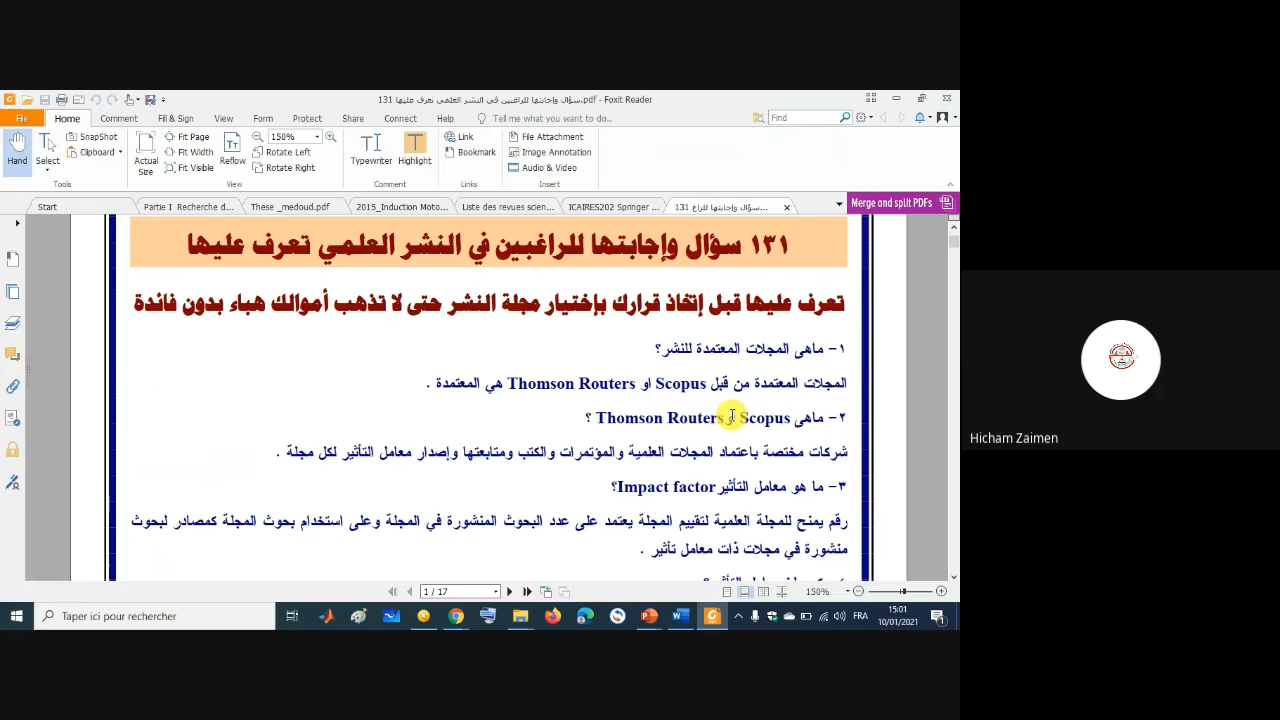 131 سؤال وإجابتها للراغبين في النشر العلمي تعرف عليها.pdf - Foxit Reader
File Home Comment Fill & Sign View Form Protect Share Connect Help Tell me what you want to do.. Find
Hand
Select
SnapShot
Clipboard
Actual Size
Fit Page
Fit Width
Fit Visible
Reflow
150%
Rotate Left
Rotate Right
Typewriter
Highlight
Link
Bookmark
File Attachment
Image Annotation
Audio & Video
Tools View Comment Links Insert
Start Partie I Recherche d... These _medoud.pdf 2015_Induction Moto... Liste des revues scien... ICAIRES202 Springer ... 131 سؤال وإجابتها للراغ... Merge and split PDFs
١٣١ سؤال وإجابتها للراغبين في النشر العلمي تعرف عليها
تعرف عليها قبل إتخاذ قرارك بإختيار مجلة النشر حتى لا تذهب أموالك هباء بدون فائدة
١- ماهى المجلات المعتمدة للنشر؟
المجلات المعتمدة من قبل Scopus او Thomson Routers هي المعتمدة .
٢- ماهى Scopus و Thomson Routers ؟
شركات مختصة باعتماد المجلات العلمية والمؤتمرات والكتب ومتابعتها وإصدار معامل التأثير لكل مجلة .
٣- ما هو معامل التأثير Impact factor؟
رقم يمنح للمجلة العلمية لتقييم المجلة يعتمد على عدد البحوث المنشورة في المجلة وعلى استخدام بحوث المجلة كمصادر لبحوث
منشورة في مجلات ذات معامل تأثير .
1 / 17 150%
Taper ici pour rechercher
FRA
15:01
10/01/2021
Hicham Zaimen